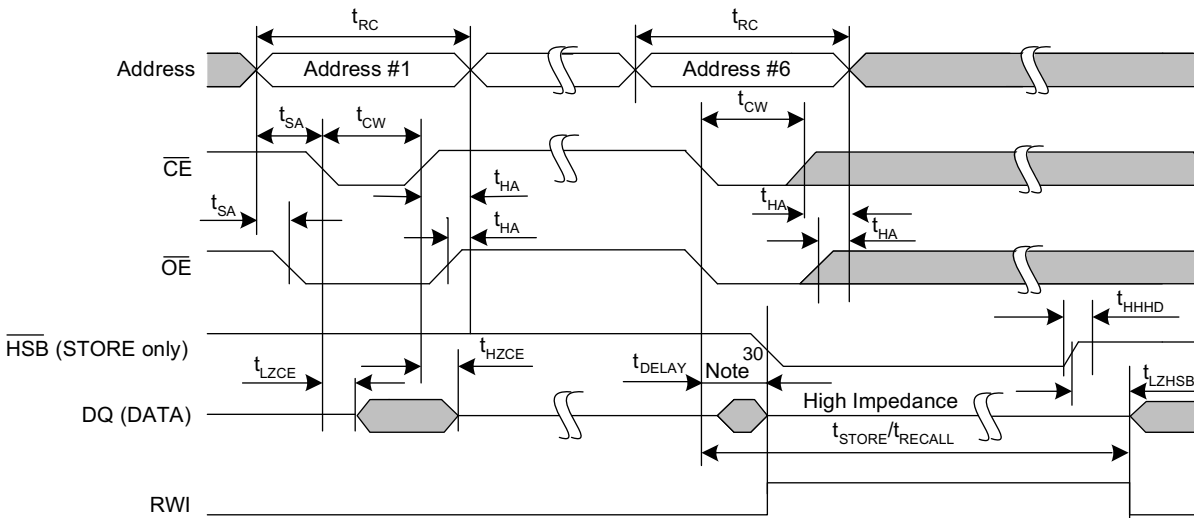 tRC
tRC
Address
Address #1
Address #6
tSA
tCW
tCW
CE
tHA
tHA
tSA
tHA
tHA
OE
tHHHD
HSB (STORE only)
tLZCE
tHZCE
tDELAY
Note 30
tLZHSB
DQ (DATA)
High Impedance
tSTORE/tRECALL
RWI